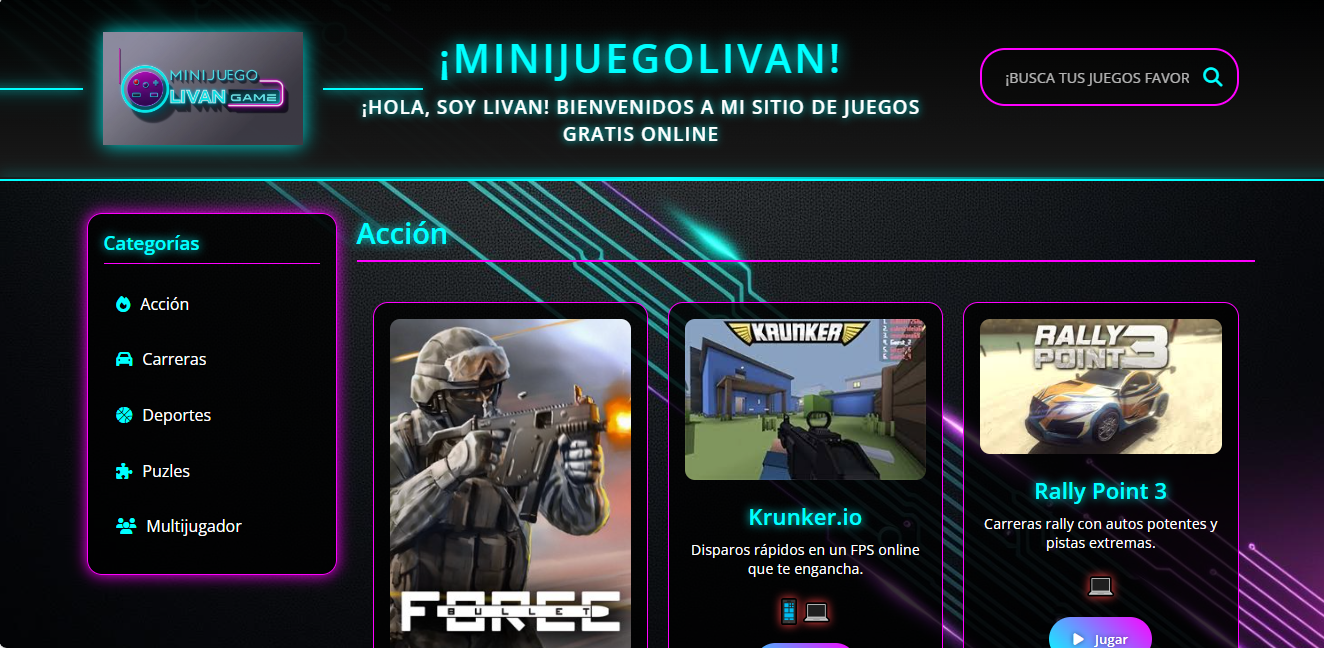 MINIJUEGO
LIVAN GAME
¡MINIJUEGOLIVAN!
¡HOLA, SOY LIVAN! BIENVENIDOS A MI SITIO DE JUEGOS
GRATIS ONLINE
¡BUSCA TUS JUEGOS FAVOR
Categorías
Acción
Carreras
Deportes
Puzles
Multijugador
Acción
BULLET
FORCE
KRUNKER
Krunker.io
Disparos rápidos en un FPS online
que te engancha.
RALLY
POINT 3
Rally Point 3
Carreras rally con autos potentes y
pistas extremas.
Jugar